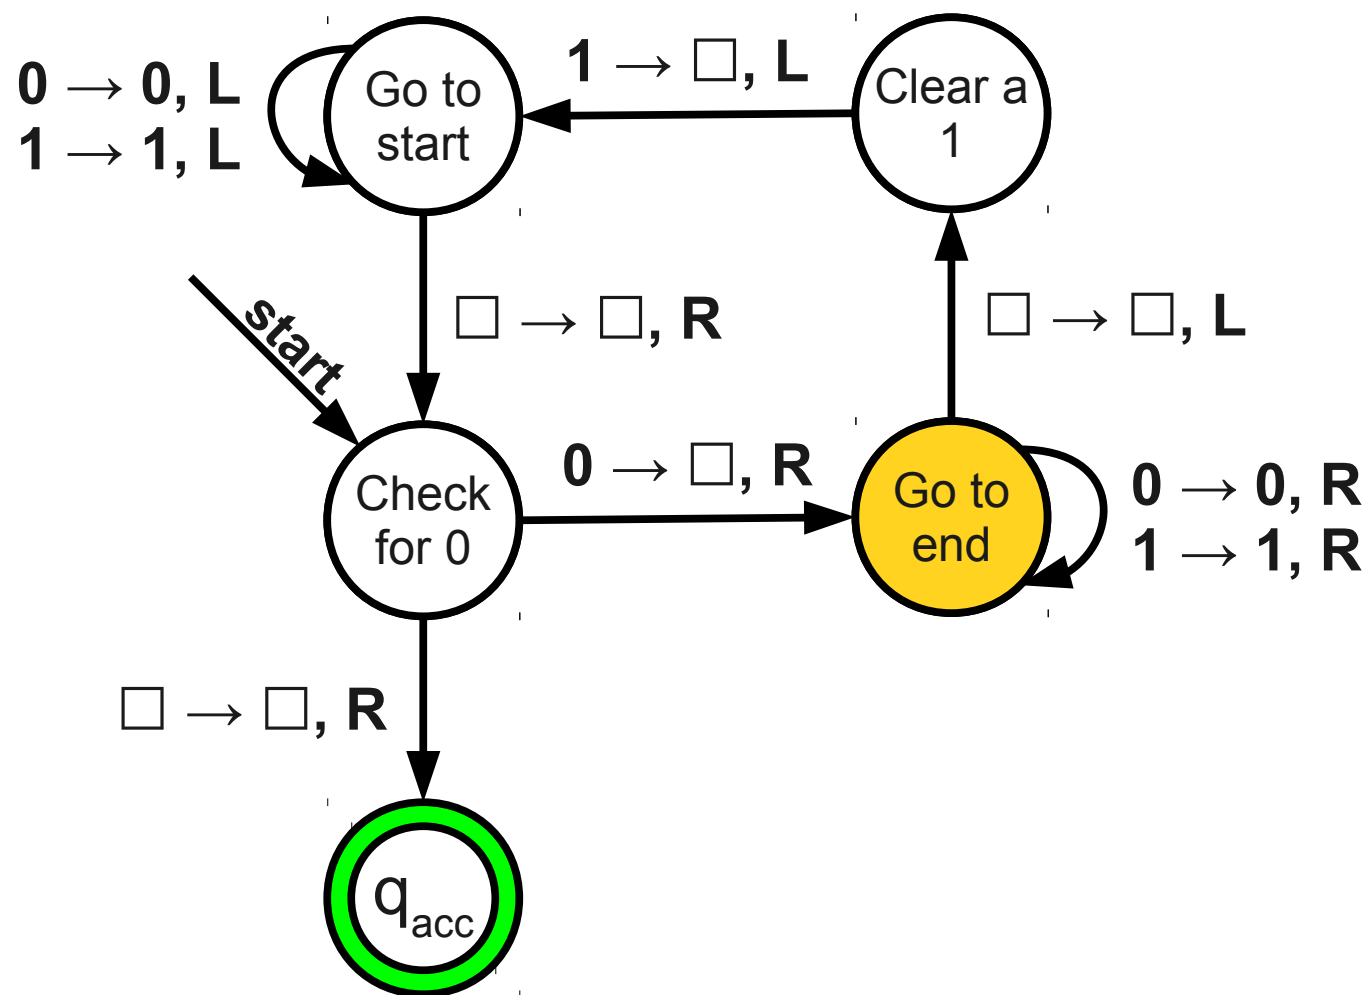 0 → 0, L
1 → 1, L
Go to
start
1 → □, L
Clear a
1
start
□ → □, R
□ → □, L
Check
for 0
0 → □, R
Go to
end
0 → 0, R
1 → 1, R
□ → □, R
q_acc